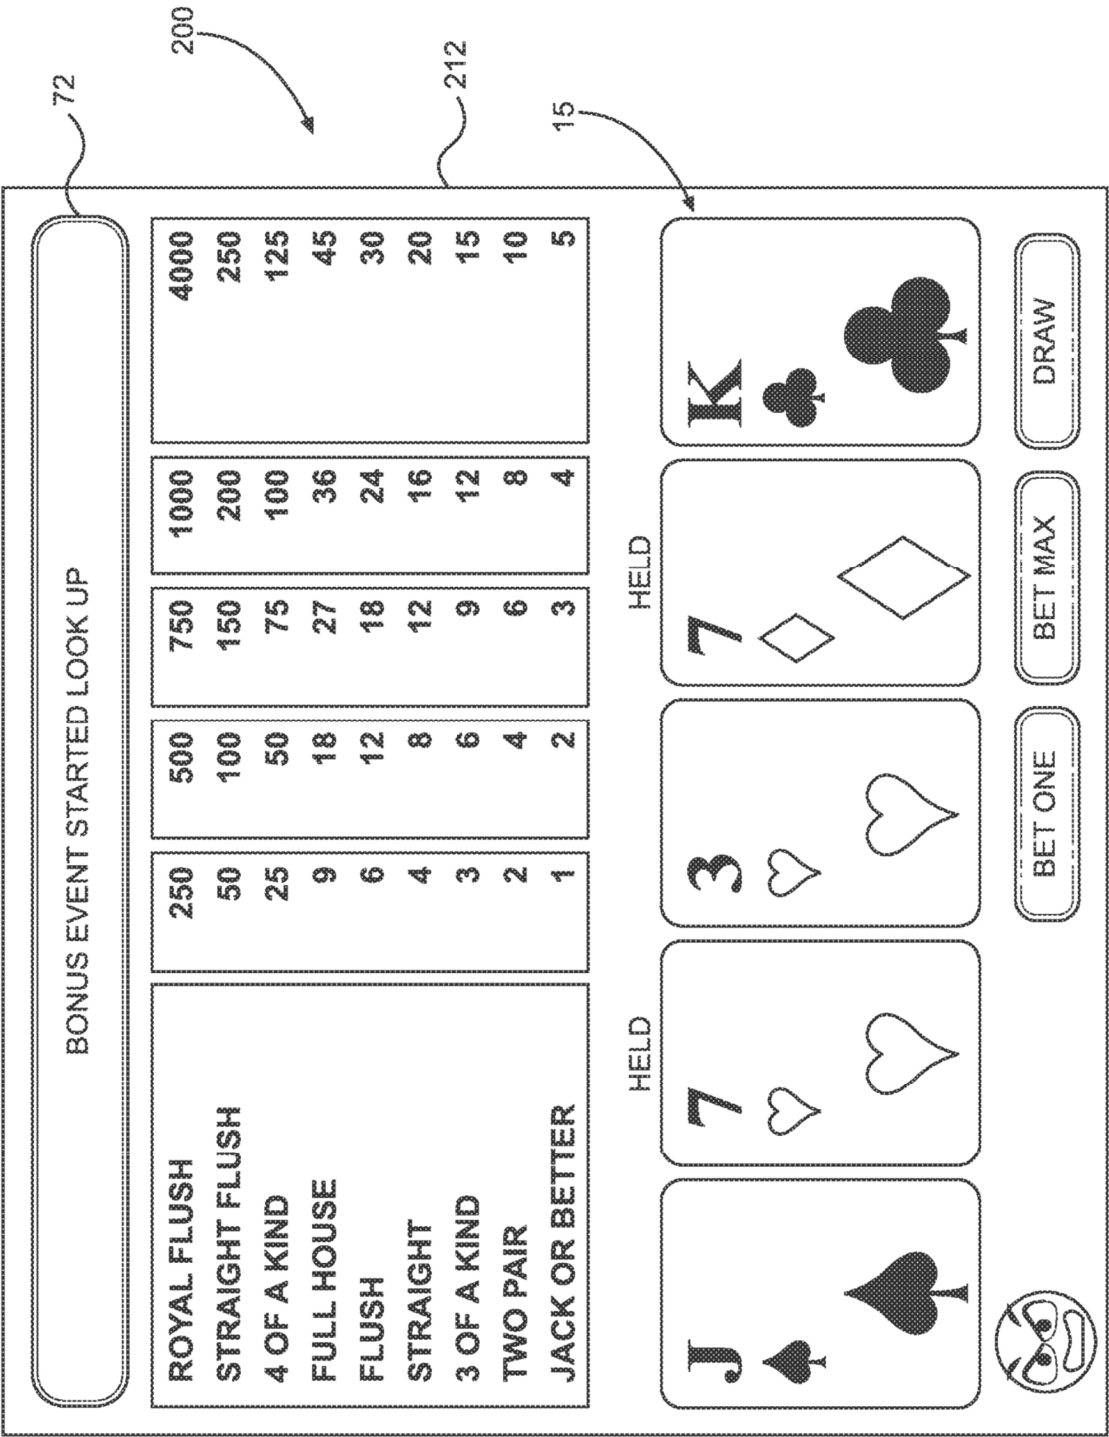 200
72
212
15
BONUS EVENT STARTED LOOK UP
ROYAL FLUSH 250 500 750 1000 4000
STRAIGHT FLUSH 50 100 150 200 250
4 OF A KIND 25 50 75 100 125
FULL HOUSE 9 18 27 36 45
FLUSH 6 12 18 24 30
STRAIGHT 4 8 12 16 20
3 OF A KIND 3 6 9 12 15
TWO PAIR 2 4 6 8 10
JACK OR BETTER 1 2 3 4 5
HELD HELD
J 7 3 7 K
BET ONE BET MAX DRAW